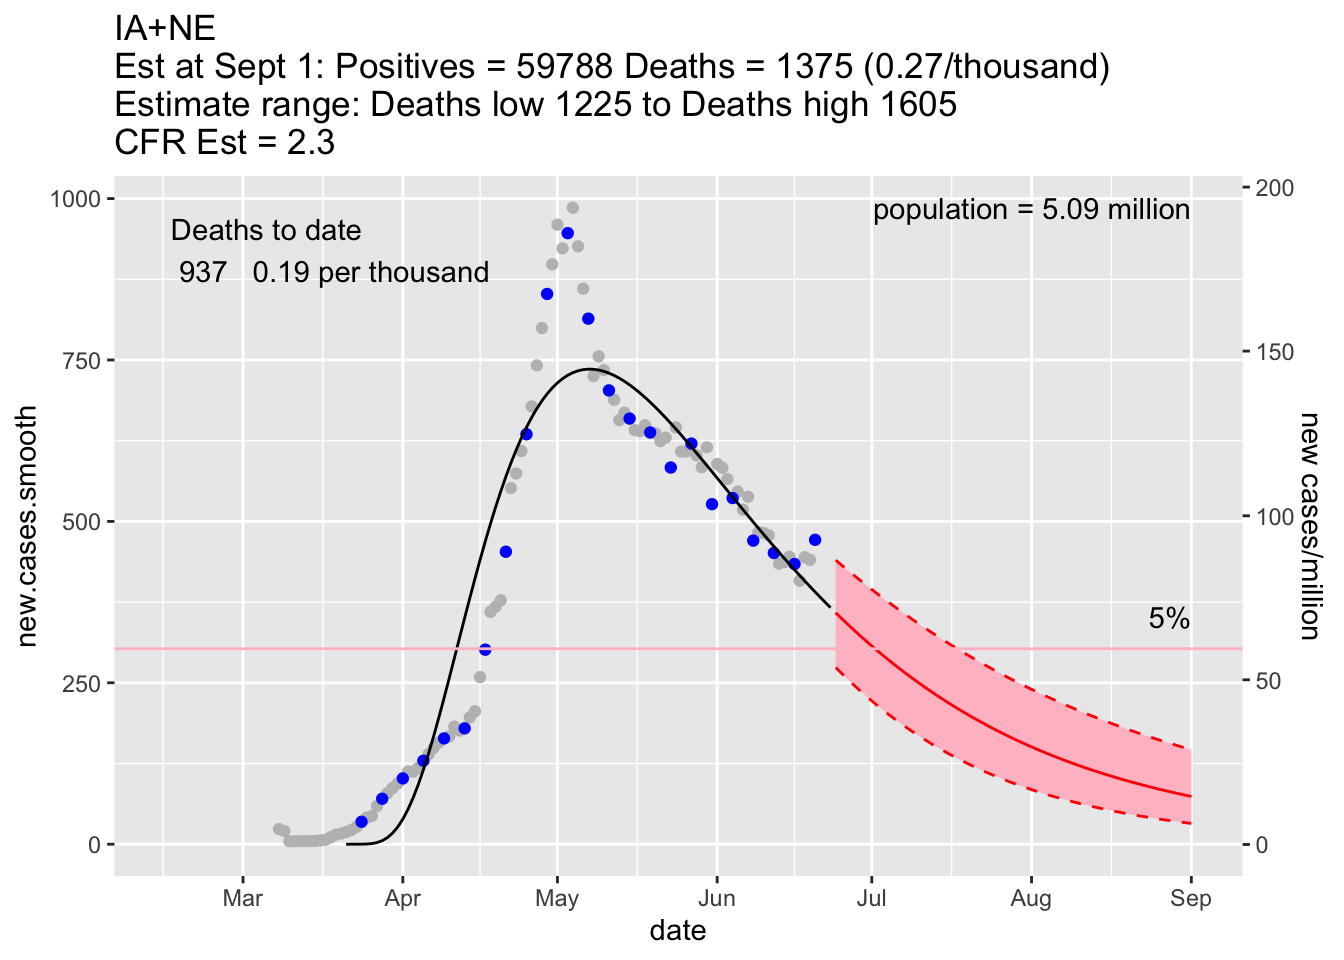 IA+NE
Est at Sept 1: Positives = 59788 Deaths = 1375 (0.27/thousand)
Estimate range: Deaths low 1225 to Deaths high 1605
CFR Est = 2.3
Deaths to date
937 0.19 per thousand
population = 5.09 million
5%
1000
750
500
250
0
200
150
100
50
0
new.cases.smooth
new cases/million
Mar Apr May Jun Jul Aug Sep
date